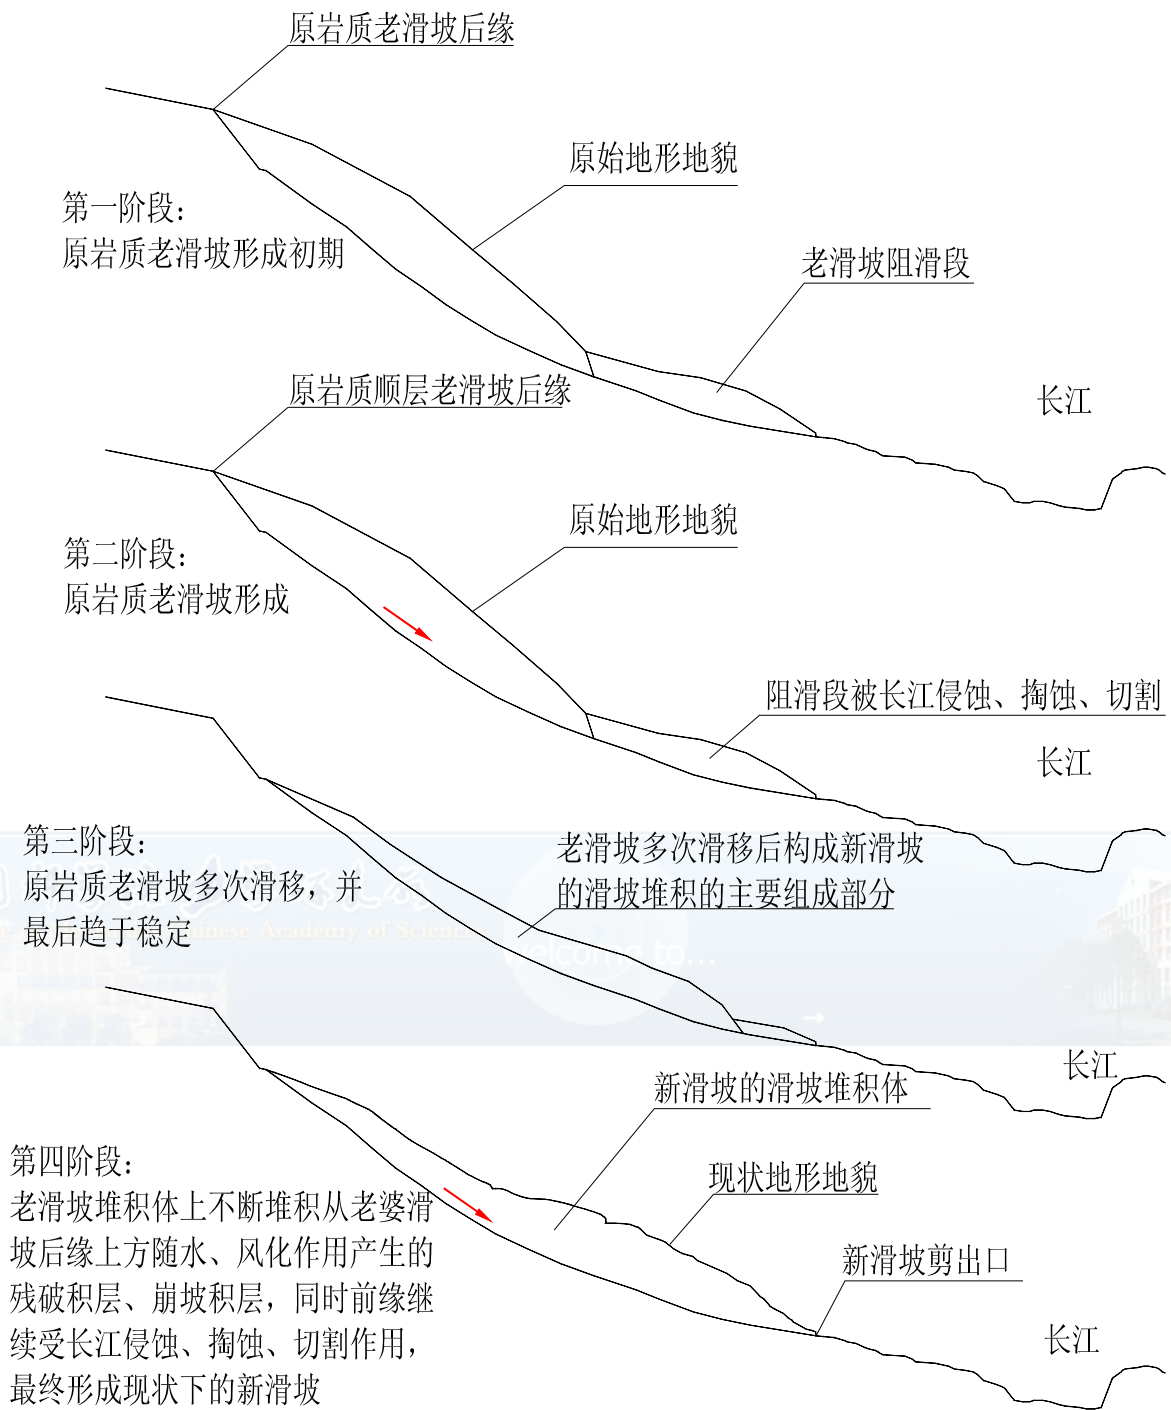 原岩质老滑坡后缘
原始地形地貌
第一阶段：
原岩质老滑坡形成初期
老滑坡阻滑段
长江
原岩质顺层老滑坡后缘
原始地形地貌
第二阶段：
原岩质老滑坡形成
阻滑段被长江侵蚀、掏蚀、切割
长江
第三阶段：
原岩质老滑坡多次滑移，并
最后趋于稳定
老滑坡多次滑移后构成新滑坡
的滑坡堆积的主要组成部分
Chinese Academy of Sciences
welcome to...
长江
新滑坡的滑坡堆积体
第四阶段：
老滑坡堆积体上不断堆积从老婆滑
坡后缘上方随水、风化作用产生的
残破积层、崩坡积层，同时前缘继
续受长江侵蚀、掏蚀、切割作用，
最终形成现状下的新滑坡
现状地形地貌
新滑坡剪出口
长江